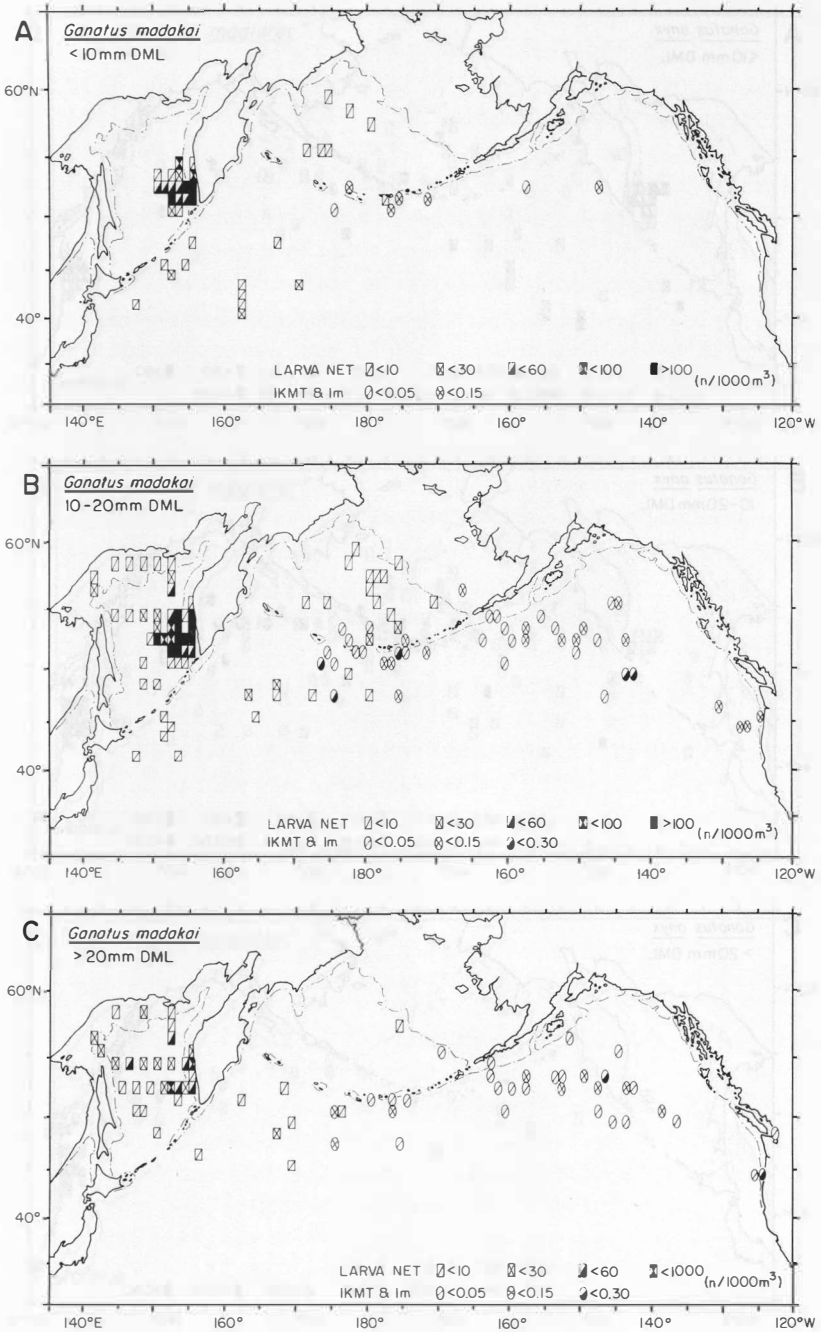 A
Ganatus madakai
< 10mm DML
60°N
40°
LARVA NET <10 <30 <60 <100 >100
(n/1000m³)
IKMT & Im <0.05 <0.15
140°E 160° 180° 160° 140° 120°W
B
Ganatus madakai
10-20mm DML
60°N
40°
LARVA NET <10 <30 <60 <100 >100
(n/1000m³)
IKMT & Im <0.05 <0.15 <0.30
140°E 160° 180° 160° 140° 120°W
C
Ganatus madakai
> 20mm DML
60°N
40°
LARVA NET <10 <30 <60 <1000
(n/1000m³)
IKMT & Im <0.05 <0.15 <0.30
140°E 160° 180° 160° 140° 120°W